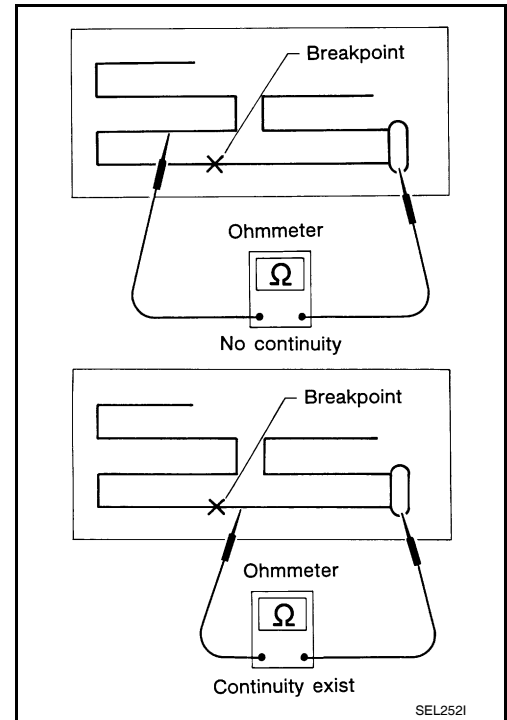 Breakpoint
Ohmmeter
Ω
No continuity
Breakpoint
Ohmmeter
Ω
Continuity exist
SEL252I